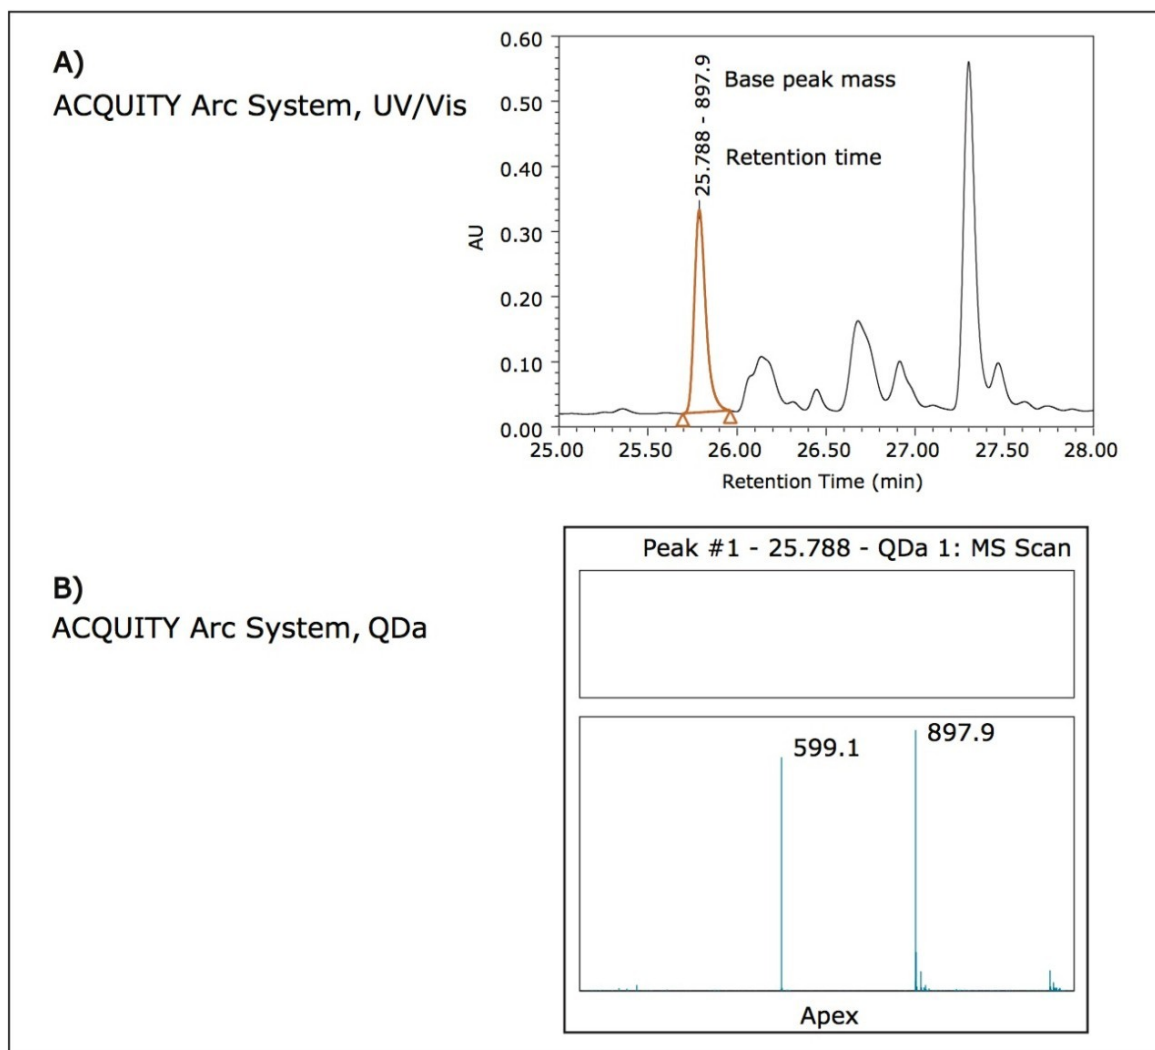 A)
ACQUITY Arc System, UV/Vis
0.60
0.50
0.40
0.30
0.20
0.10
0.00
AU
25.788 - 897.9
Base peak mass
Retention time
25.00 25.50 26.00 26.50 27.00 27.50 28.00
Retention Time (min)
B)
ACQUITY Arc System, QDa
Peak #1 - 25.788 - QDa 1: MS Scan
897.9
599.1
Apex